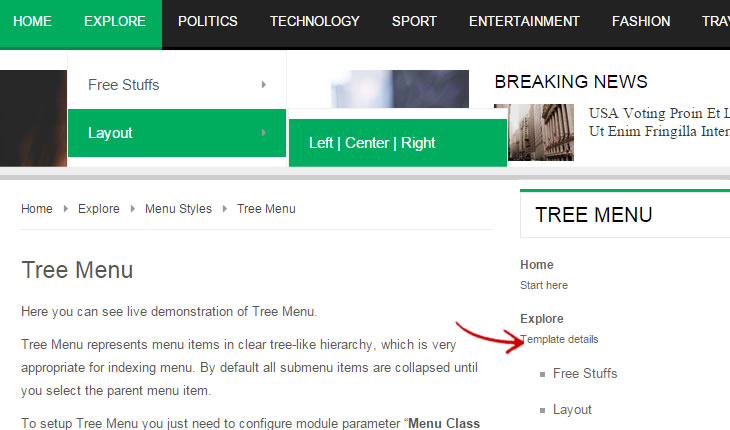 HOME EXPLORE POLITICS TECHNOLOGY SPORT ENTERTAINMENT FASHION
Free Stuffs
Layout
Left | Center | Right
BREAKING NEWS
USA Voting Proin Et L
Ut Enim Fringilla Inter
Home Explore Menu Styles Tree Menu
Tree Menu
Here you can see live demonstration of Tree Menu.
Tree Menu represents menu items in clear tree-like hierarchy, which is very
appropriate for indexing menu. By default all submenu items are collapsed until
you select the parent menu item.
To setup Tree Menu you just need to configure module parameter “Menu Class
TREE MENU
Home
Start here
Explore
Template details
Free Stuffs
Layout